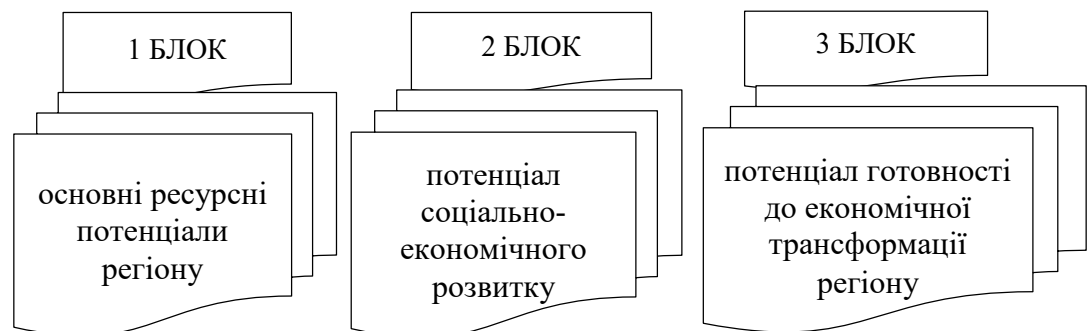 1 БЛОК
основні ресурсні
потенціали
регіону
2 БЛОК
потенціал
соціально-
економічного
розвитку
3 БЛОК
потенціал готовності
до економічної
трансформації
регіону